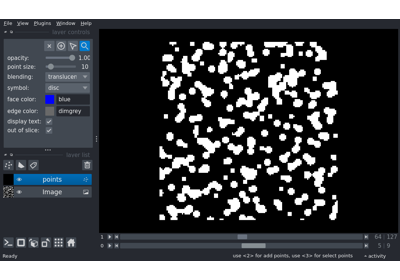 File View Plugins Window Help
layer controls
opacity: 1.00
point size: 10
blending: translucen
symbol: disc
face color: blue
edge color: dimgrey
display text:
out of slice:
layer list
points
Image
1 64 127
0 5 9
Ready use <2> for add points, use <3> for select points activity